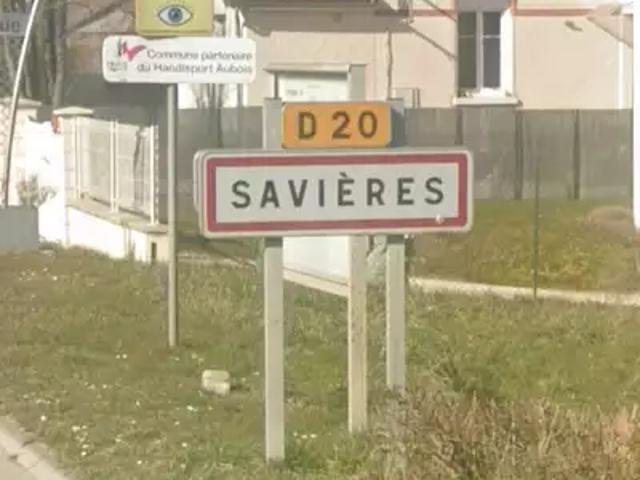 Commune partenaire
du Handisport Aubois
D 20
SAVIÈRES